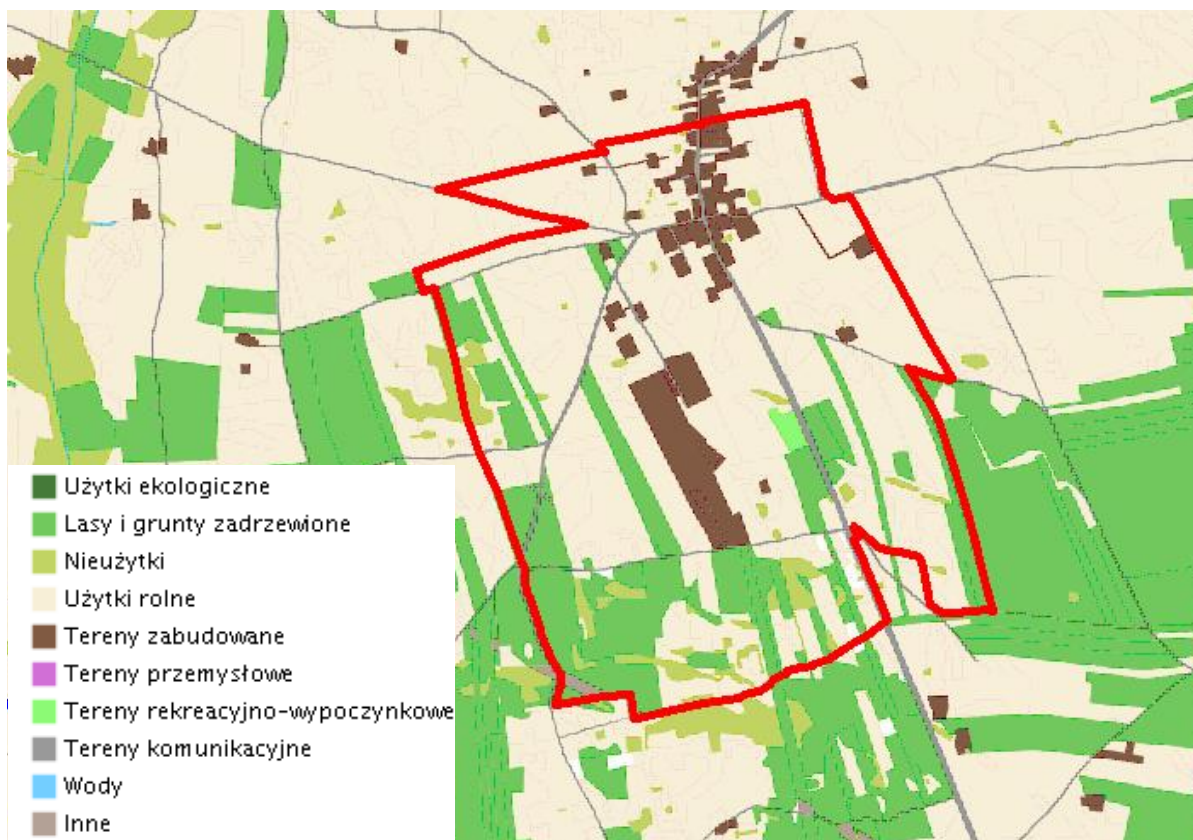 Użytki ekologiczne
Lasy i grunty zadrzewione
Nieużytki
Użytki rolne
Tereny zabudowane
Tereny przemysłowe
Tereny rekreacyjno-wypoczynkowe
Tereny komunikacyjne
Wody
Inne